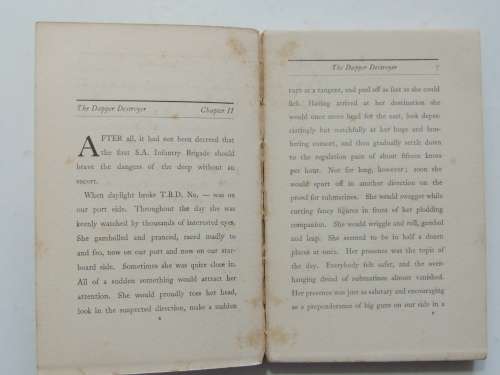 The Dapper Destroyer Chapter II
AFTER all, it had not been decreed that
the first S.A. Infantry Brigade should
brave the dangers of the deep without an
escort.
When daylight broke T.B.D. No. — was on
our port side. Throughout the day she was
keenly watched by thousands of interested eyes.
She gambolled and pranced, raced madly to
and fro, now on our port and now on our star-
board side. Sometimes she was quite close in.
All of a sudden something would attract her
attention. She would proudly toss her head,
look in the suspected direction, make a sudden
6
The Dapper Destroyer 7
turn at a tangent, and peel off as fast as she could
lick. Having arrived at her destination she
would once more head for the east, look depre-
ciatingly but watchfully at her huge and lum-
bering consort, and then gradually settle down
to the regulation pace of about fifteen knots
per hour. Not for long, however; soon she
would sport off in another direction on the
prowl for submarines. She would swagger while
cutting fancy figures in front of her plodding
companion. She would wriggle and roll, gambol
and leap. She seemed to be in half a dozen
places at once. Her presence was the topic of
the day. Everybody felt safer, and the over-
hanging dread of submarines almost vanished.
Her presence was just as salutary and encouraging
as a preponderance of big guns on our side in a